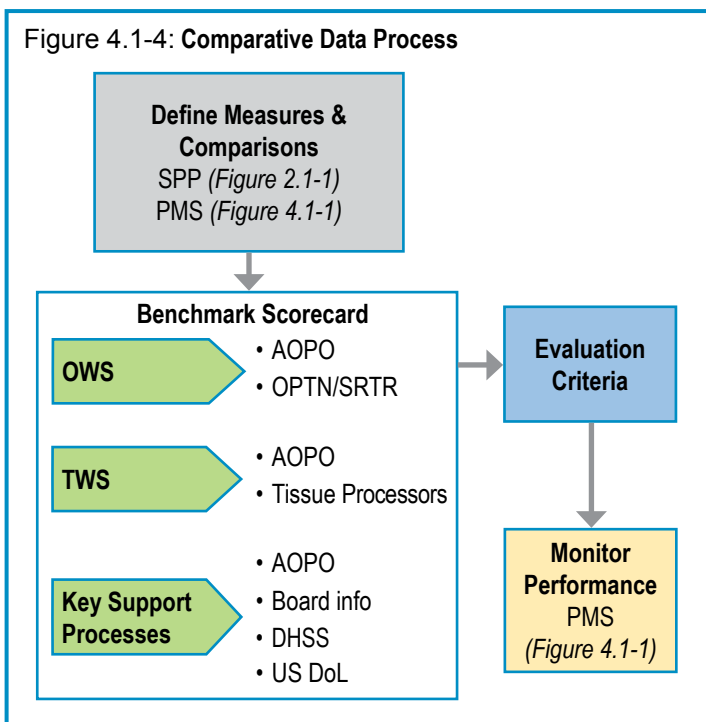 Figure 4.1-4: Comparative Data Process
Define Measures &
Comparisons
SPP (Figure 2.1-1)
PMS (Figure 4.1-1)
Benchmark Scorecard
OWS
• AOPO
• OPTN/SRTR
TWS
• AOPO
• Tissue Processors
Key Support
Processes
• AOPO
• Board info
• DHSS
• US DoL
Evaluation
Criteria
Monitor
Performance
PMS
(Figure 4.1-1)